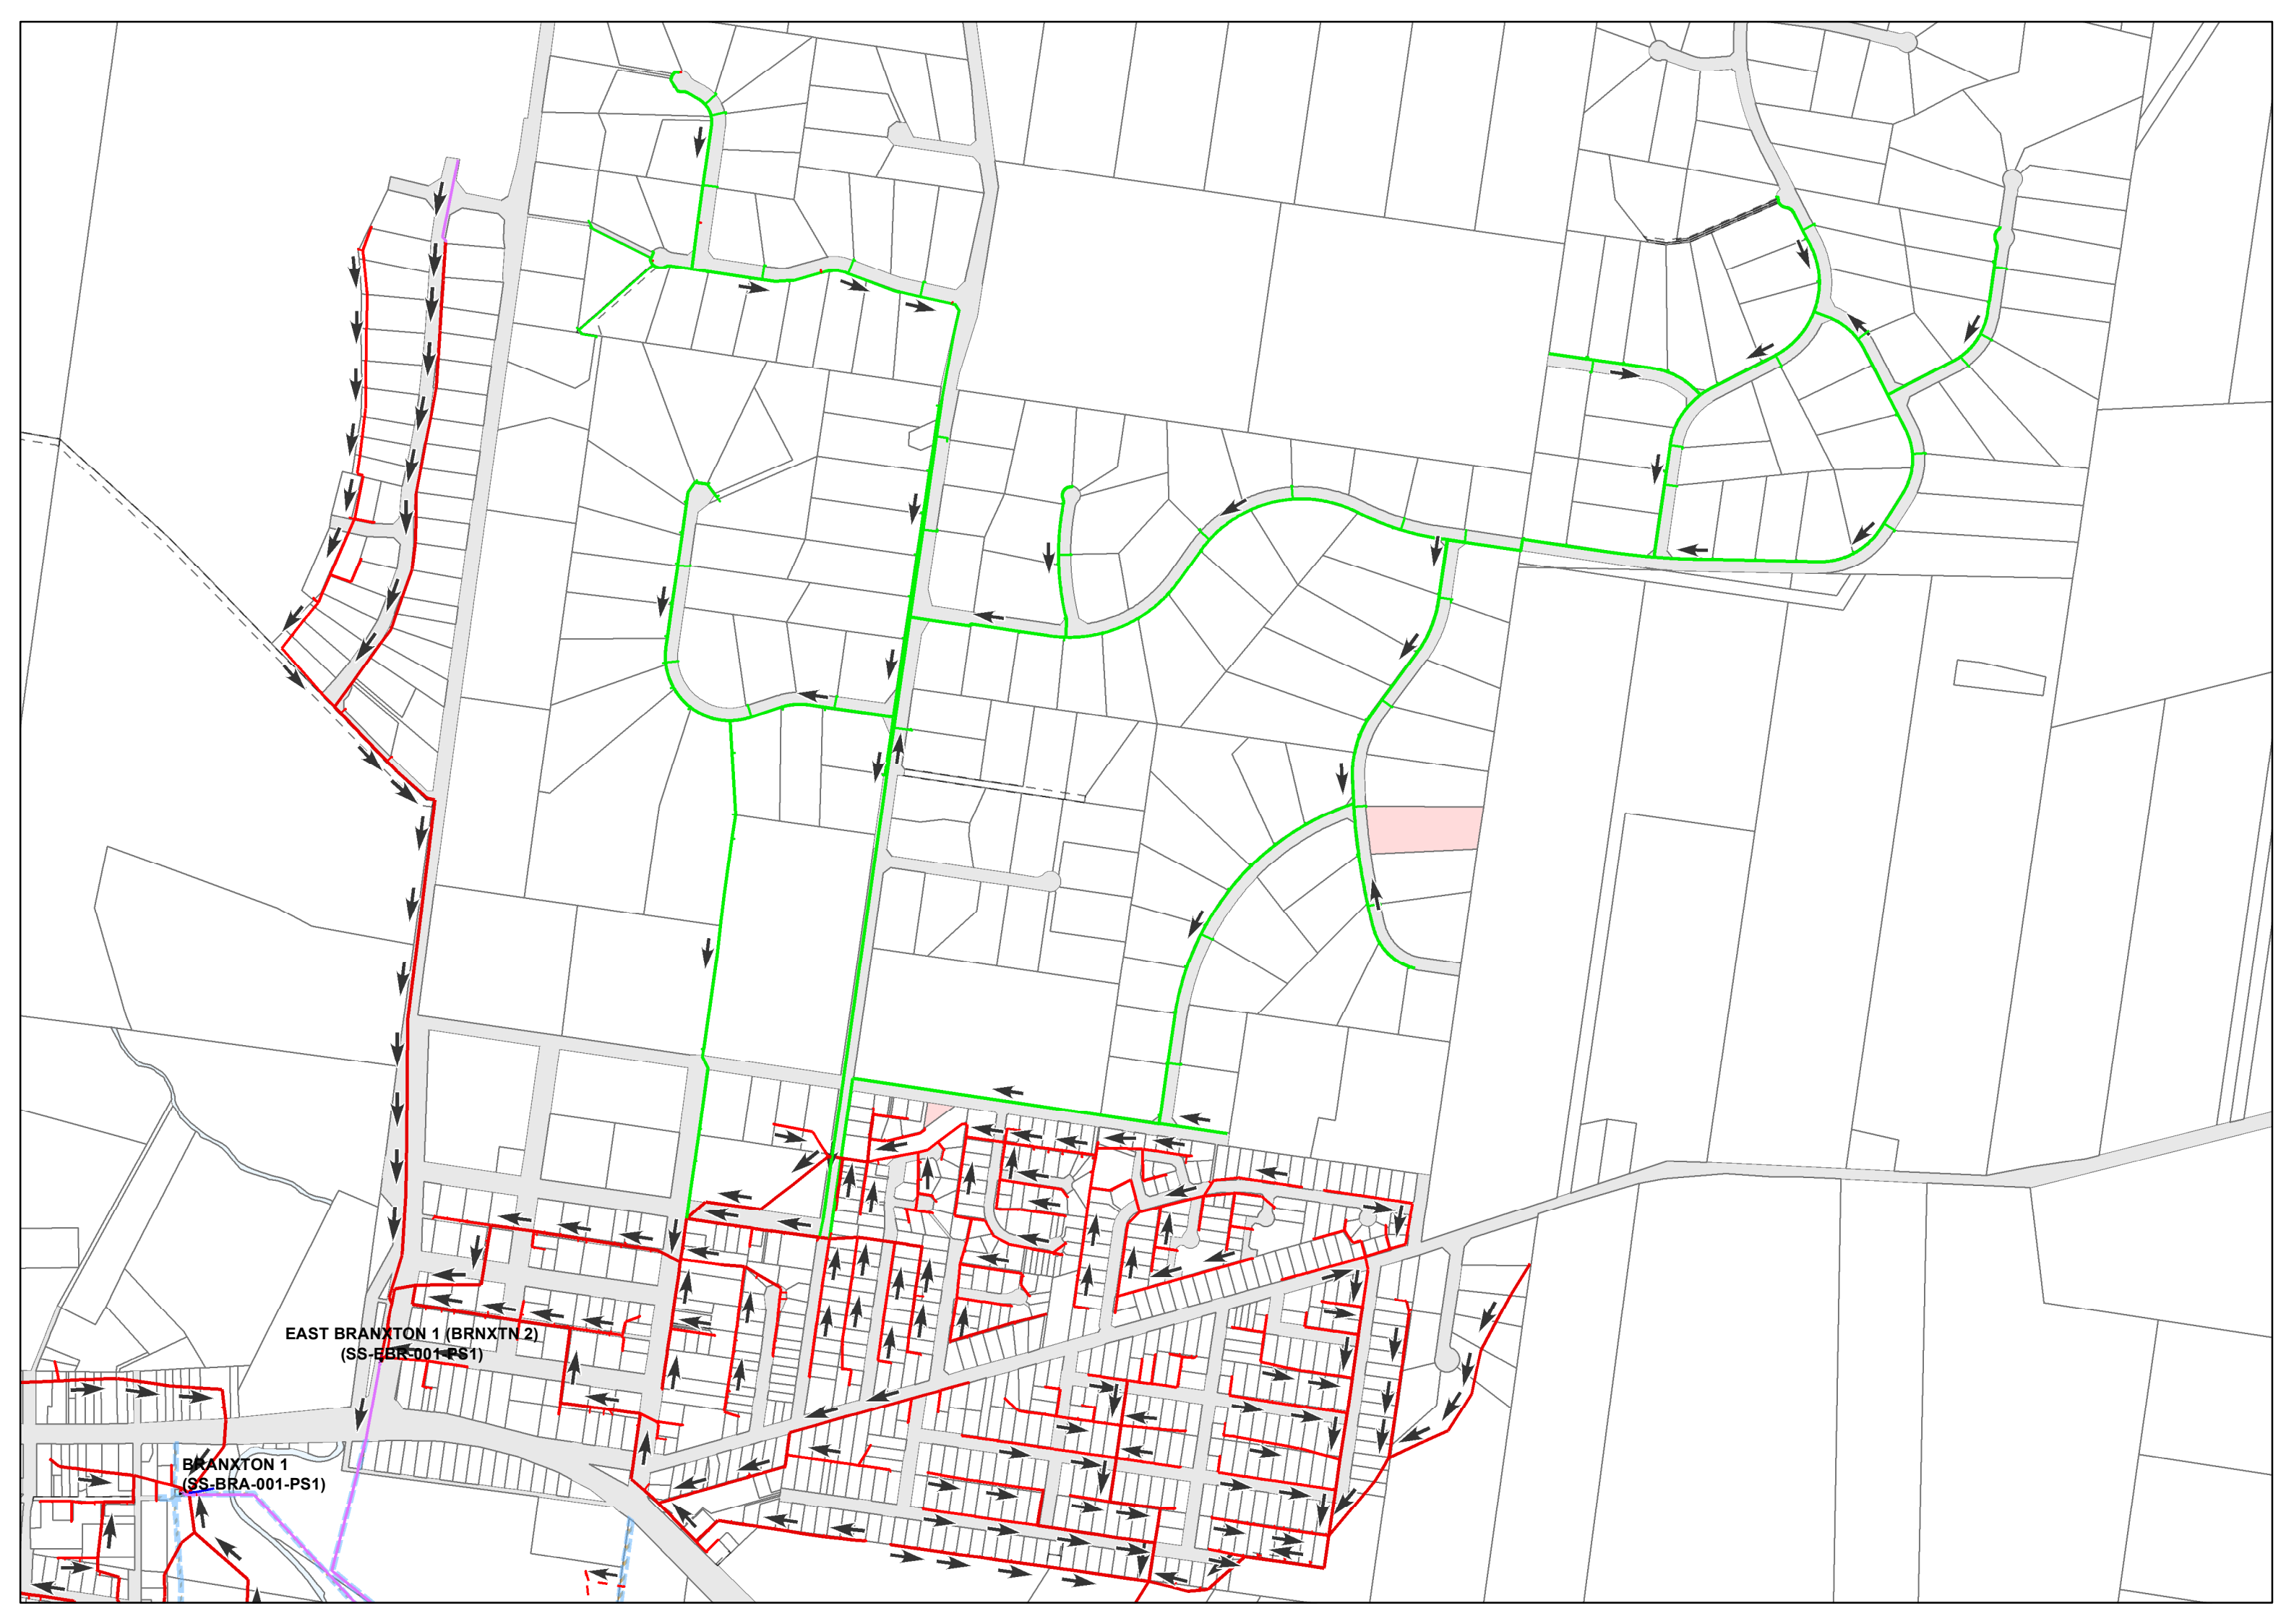 EAST BRANXTON 1 (BRNXTN 2)
(SS-EBR-001-PS1)
BRANXTON 1
(SS-BRA-001-PS1)